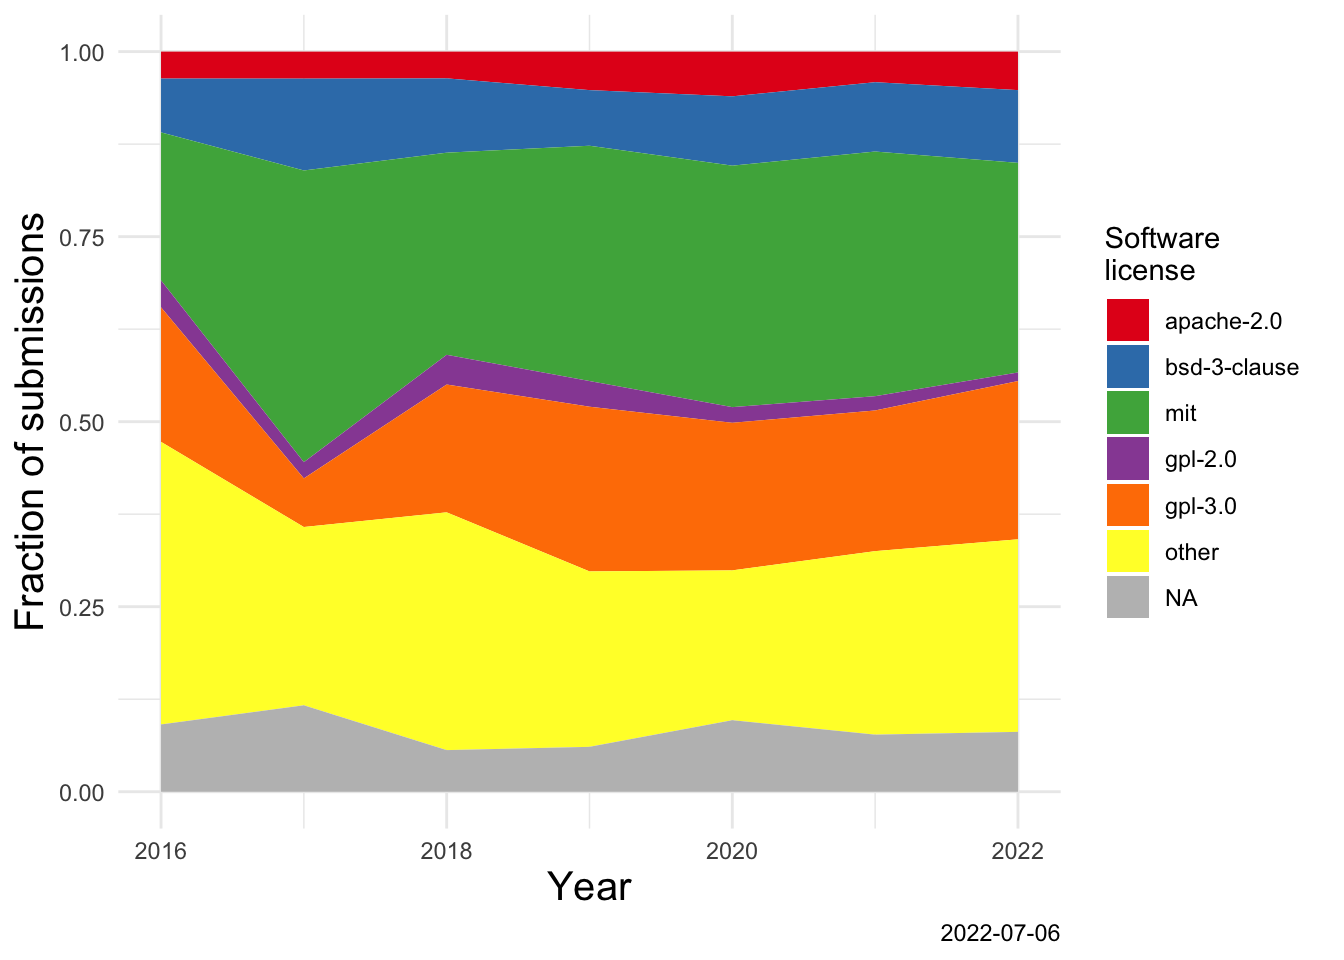 1.00
0.75
0.50
0.25
0.00
Fraction of submissions
2016
2018
2020
2022
Year
Software
license
apache-2.0
bsd-3-clause
mit
gpl-2.0
gpl-3.0
other
NA
2022-07-06